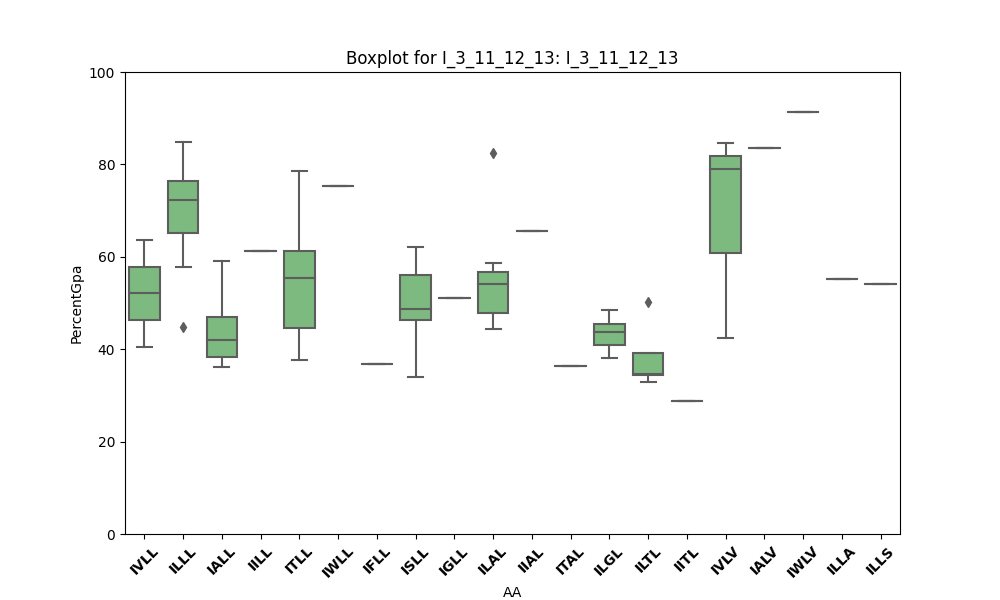 Boxplot for I_3_11_12_13: I_3_11_12_13
100
80
60
40
20
0
PercentGpa
IVLL ILLL IALL IILL ITLL IWLL IFLL ISLL IGLL ILAL IIAL ITAL ILGL ILTL IITL IVLV IALV IWLV ILLA ILLS
AA